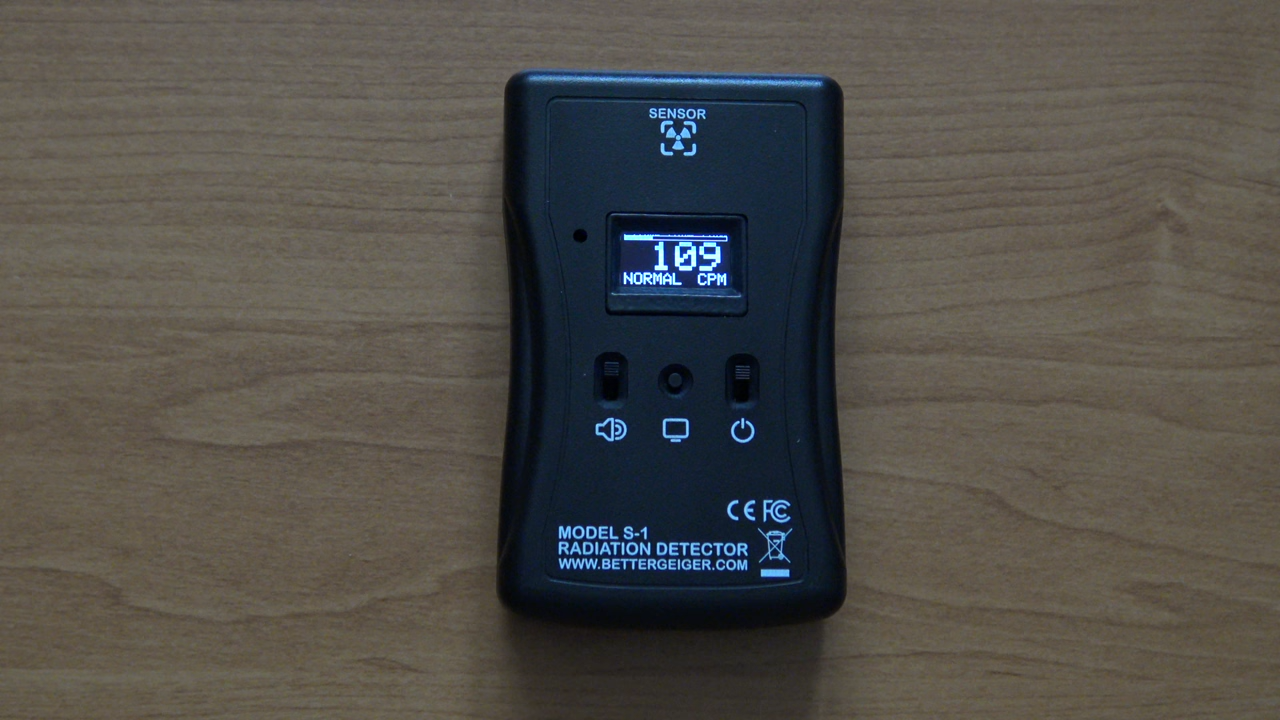 SENSOR
109
NORMAL CPM
CE FC
MODEL S-1
RADIATION DETECTOR
WWW.BETTERGEIGER.COM